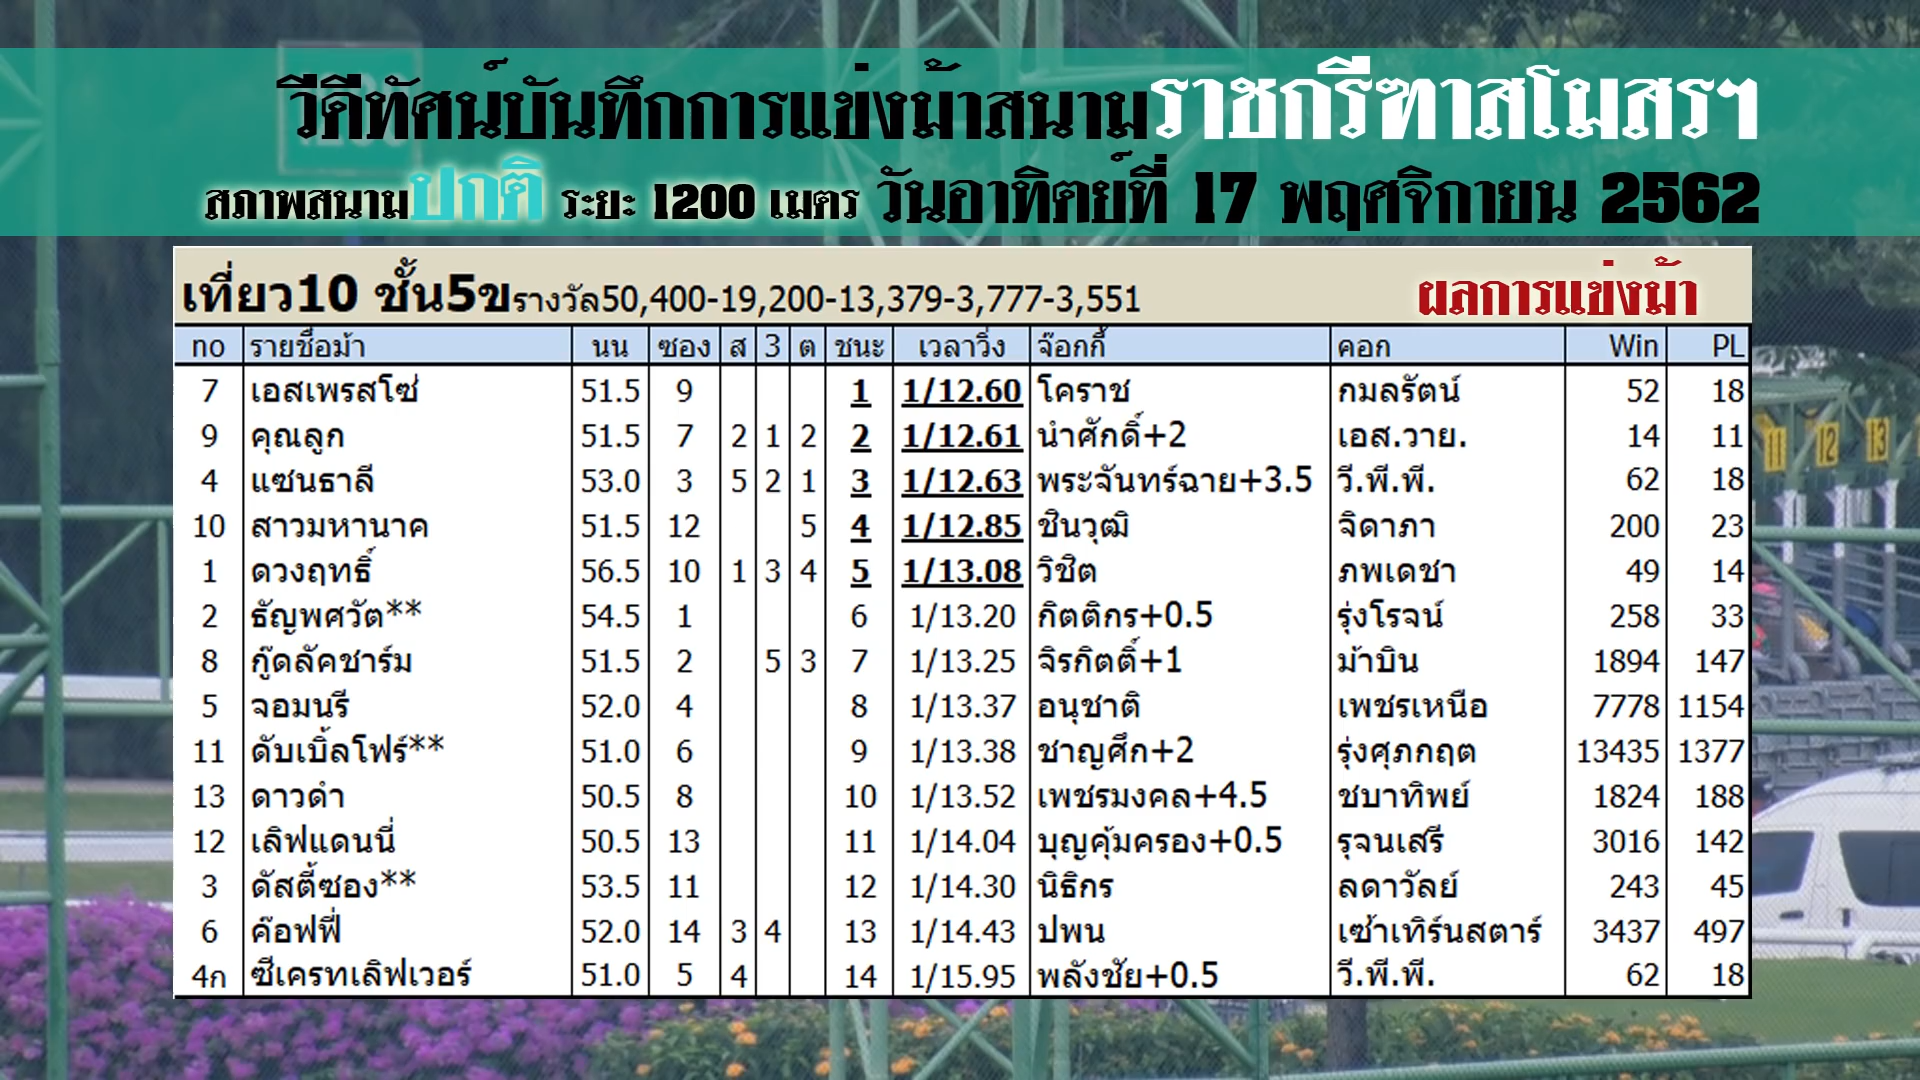 วีดีทัศน์บันทึกการแข่งม้าสนามราชกรีฑาสโมสรฯ
สภาพสนามปกติ ระยะ 1200 เมตร วันอาทิตย์ที่ 17 พฤศจิกายน 2562
เที่ยว10 ชั้น5ขรางวัล50,400-19,200-13,379-3,777-3,551 ผลการแข่งม้า
no รายชื่อม้า นน ซอง ส 3 ต ชนะ เวลาวิ่ง จ๊อกกี้ คอก Win PL
7 เอสเพรสโซ่ 51.5 9 1 1/12.60 โคราช กมลรัตน์ 52 18
9 คุณลูก 51.5 7 2 1 2 2 1/12.61 นำศักดิ์+2 เอส.วาย. 14 11
4 แซนธาลี 53.0 3 5 2 1 3 1/12.63 พระจันทร์ฉาย+3.5 วี.พี.พี. 62 18
10 สาวมหานาค 51.5 12 5 4 1/12.85 ชินวุฒิ จิดาภา 200 23
1 ดวงฤทธิ์ 56.5 10 1 3 4 5 1/13.08 วิชิต ภพเดชา 49 14
2 ธัญพศวัต** 54.5 1 6 1/13.20 กิตติกร+0.5 รุ่งโรจน์ 258 33
8 กู๊ดลัคชาร์ม 51.5 2 5 3 7 1/13.25 จิรกิตติ์+1 ม้าบิน 1894 147
5 จอมนรี 52.0 4 8 1/13.37 อนุชาติ เพชรเหนือ 7778 1154
11 ดับเบิ้ลโฟร์** 51.0 6 9 1/13.38 ชาญศึก+2 รุ่งศุภกฤต 13435 1377
13 ดาวดำ 50.5 8 10 1/13.52 เพชรมงคล+4.5 ชบาทิพย์ 1824 188
12 เลิฟแดนนี่ 50.5 13 11 1/14.04 บุญคุ้มครอง+0.5 รุจนเสรี 3016 142
3 ดัสตี้ซอง** 53.5 11 12 1/14.30 นิธิกร ลดาวัลย์ 243 45
6 ค๊อฟฟี่ 52.0 14 3 4 13 1/14.43 ปพน เซ้าเทิร์นสตาร์ 3437 497
4ก ซีเครทเลิฟเวอร์ 51.0 5 4 14 1/15.95 พลังชัย+0.5 วี.พี.พี. 62 18
11 12 13